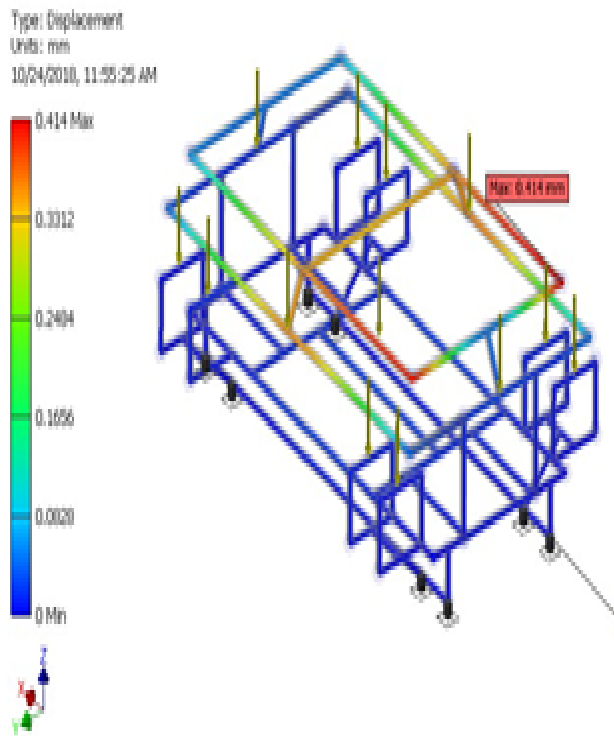 Type: Displacement
Units: mm
10/24/2018, 11:55:25 AM
0.414 Max
0.3312
0.2484
0.1656
0.0828
0 Min
Max: 0.414 mm
Z
X
Y